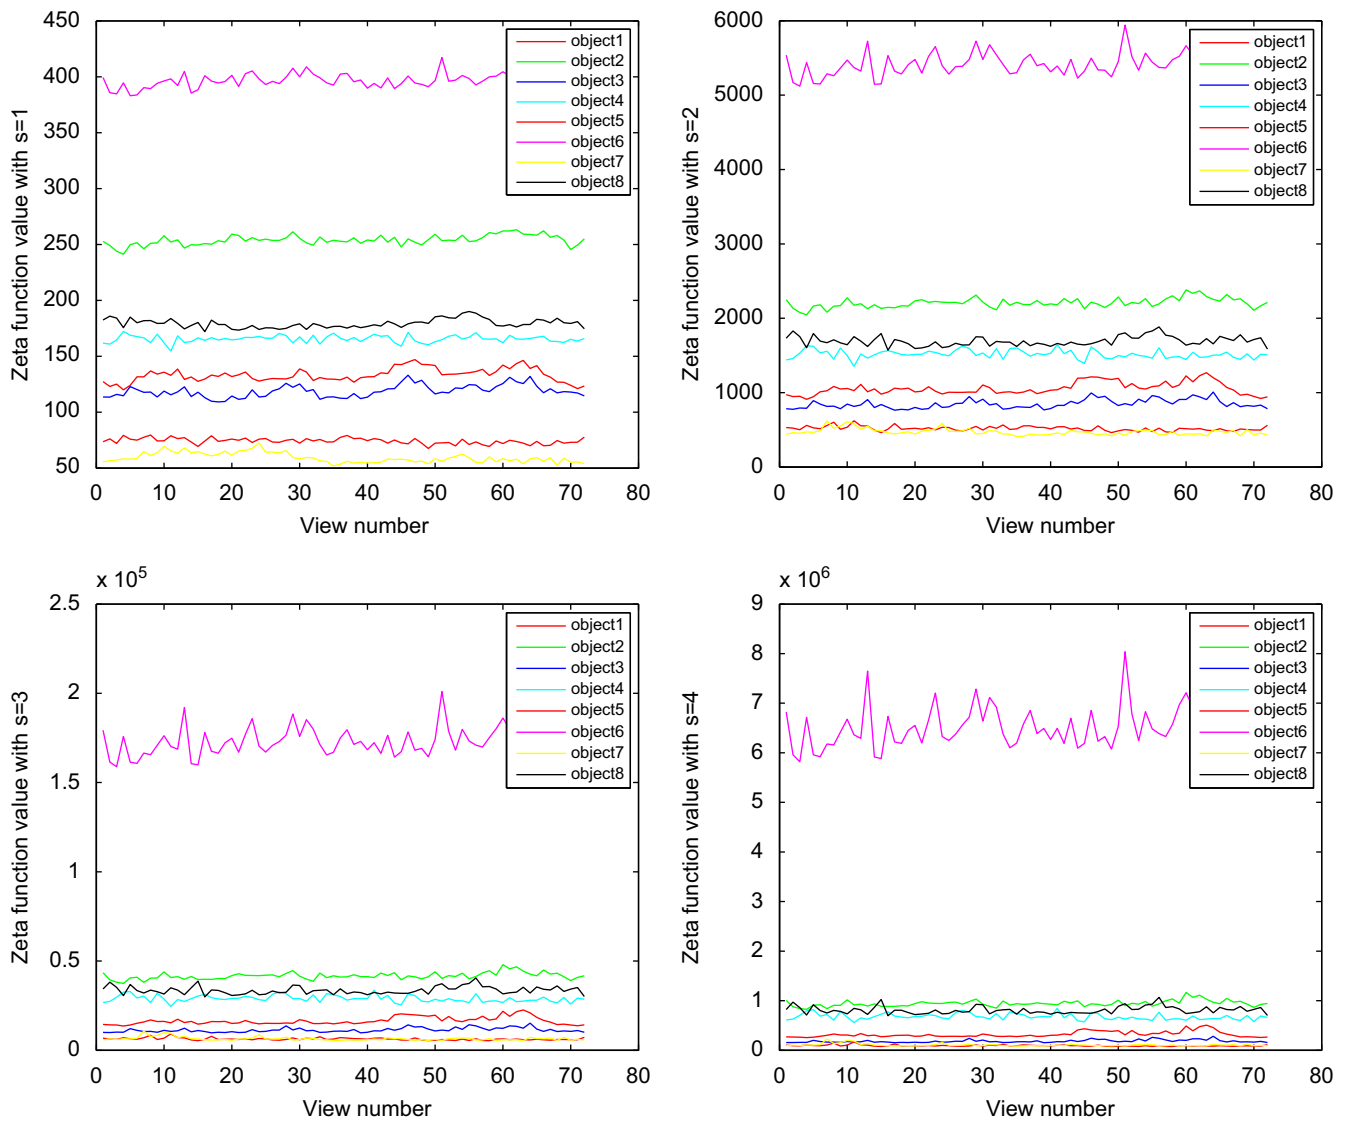 450
400
350
300
250
200
150
100
50
0
10
20
30
40
50
60
70
80
Zeta function value with s=1
View number
object1
object2
object3
object4
object5
object6
object7
object8
6000
5000
4000
3000
2000
1000
0
0
10
20
30
40
50
60
70
80
Zeta function value with s=2
View number
object1
object2
object3
object4
object5
object6
object7
object8
x 10⁵
2.5
2
1.5
1
0.5
0
0
10
20
30
40
50
60
70
80
Zeta function value with s=3
View number
object1
object2
object3
object4
object5
object6
object7
object8
x 10⁶
9
8
7
6
5
4
3
2
1
0
0
10
20
30
40
50
60
70
80
Zeta function value with s=4
View number
object1
object2
object3
object4
object5
object6
object7
object8